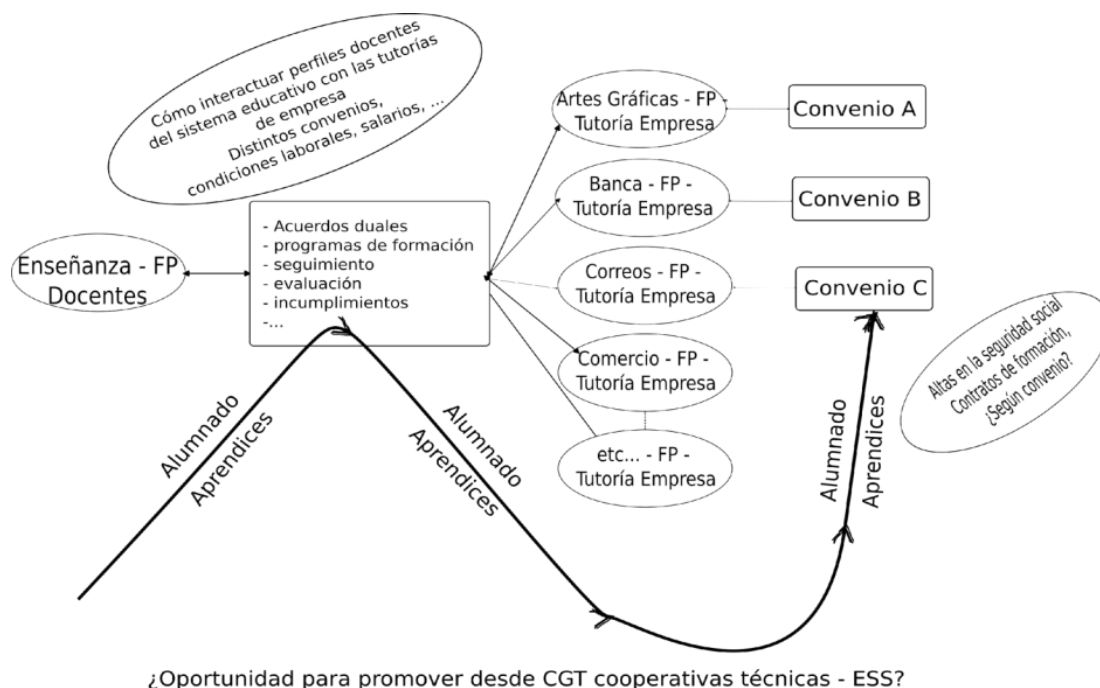 Cómo interactuar perfiles docentes
del sistema educativo con las tutorías
de empresa
Distintos convenios,
condiciones laborales, salarios, ...
Enseñanza - FP
Docentes
- Acuerdos duales
- programas de formación
- seguimiento
- evaluación
- incumplimientos
-...
Artes Gráficas - FP -
Tutoría Empresa
Convenio A
Banca - FP -
Tutoría Empresa
Convenio B
Correos - FP -
Tutoría Empresa
Convenio C
Comercio - FP -
Tutoría Empresa
etc... - FP -
Tutoría Empresa
Altas en la seguridad social
Contratos de formación,
¿Según convenio?
Alumnado
Aprendices
Alumnado
Aprendices
Alumnado
Aprendices
¿Oportunidad para promover desde CGT cooperativas técnicas - ESS?